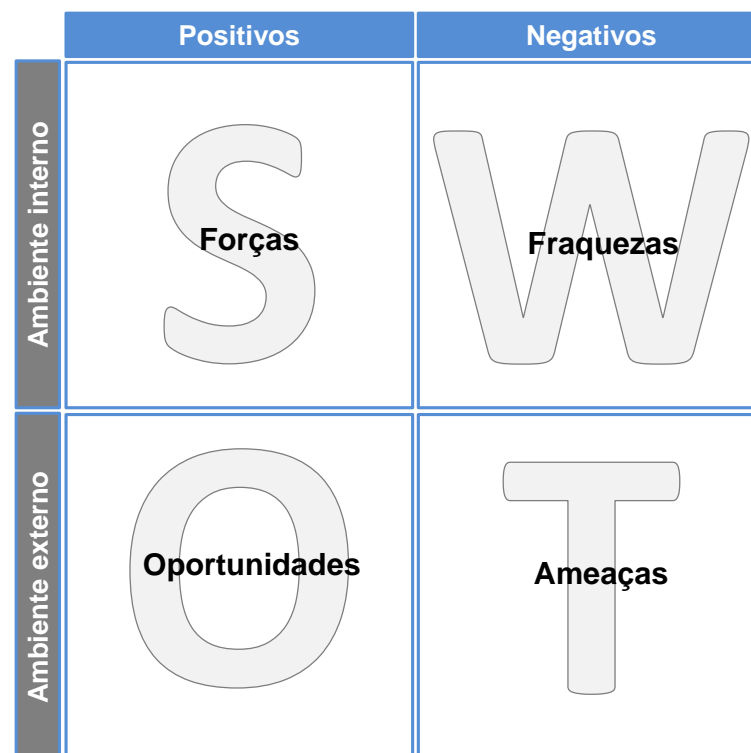 Positivos
Negativos
Ambiente interno
S
Forças
W
Fraquezas
Ambiente externo
O
Oportunidades
T
Ameaças